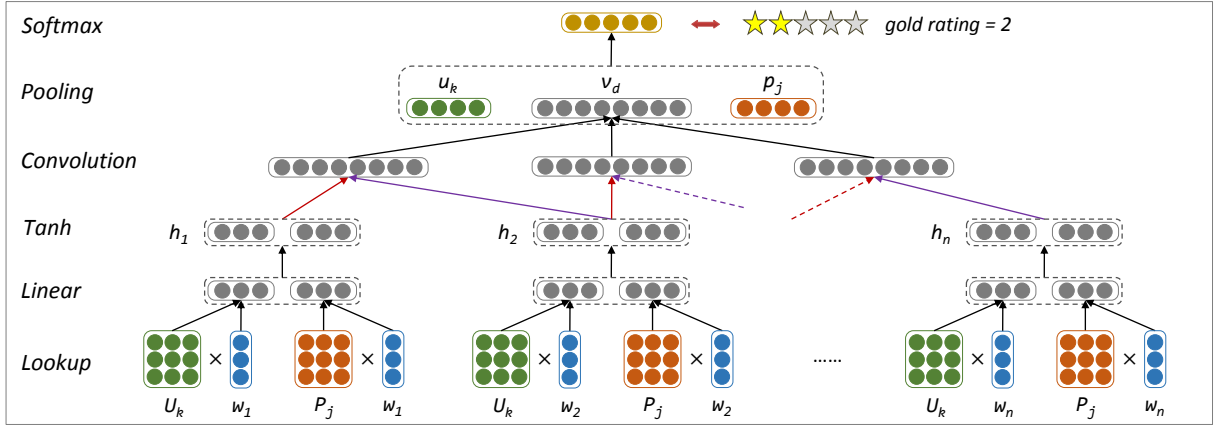 Softmax
gold rating = 2
Pooling
u_k v_d p_j
Convolution
Tanh
h_1 h_2 h_n
Linear
Lookup
× × × × …… × ×
U_k w_1 P_j w_1 U_k w_2 P_j w_2 U_k w_n P_j w_n